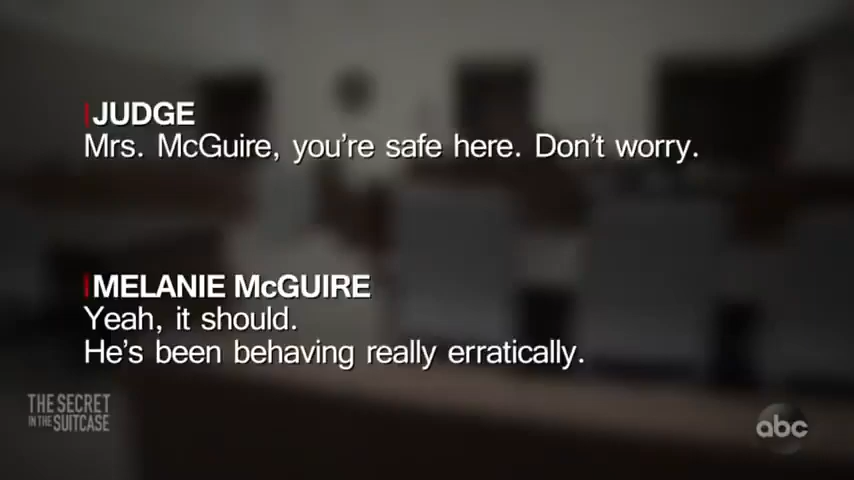 JUDGE
Mrs. McGuire, you're safe here. Don't worry.
MELANIE McGUIRE
Yeah, it should.
He's been behaving really erratically.
THE SECRET
IN THE SUITCASE
abc